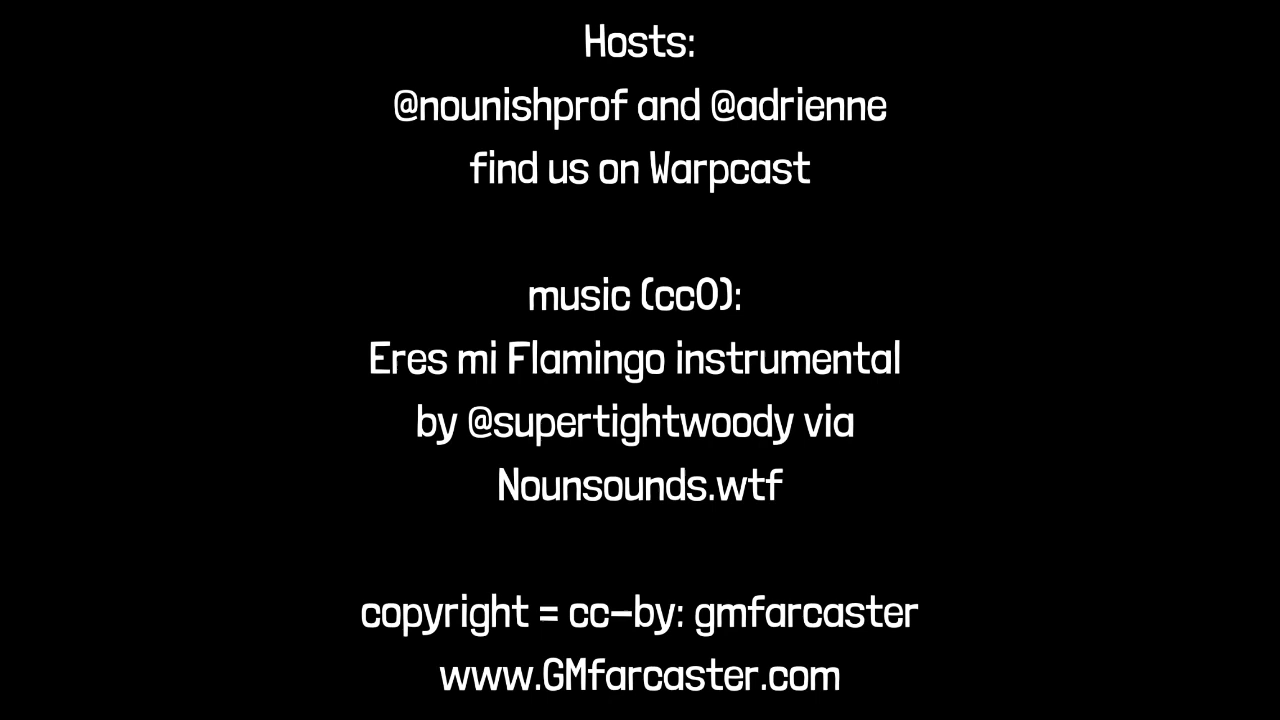 Hosts:
@nounishprof and @adrienne
find us on Warpcast
music (cc0):
Eres mi Flamingo instrumental
by @supertightwoody via
Nounsounds.wtf
copyright = cc-by: gmfarcaster
www.GMfarcaster.com